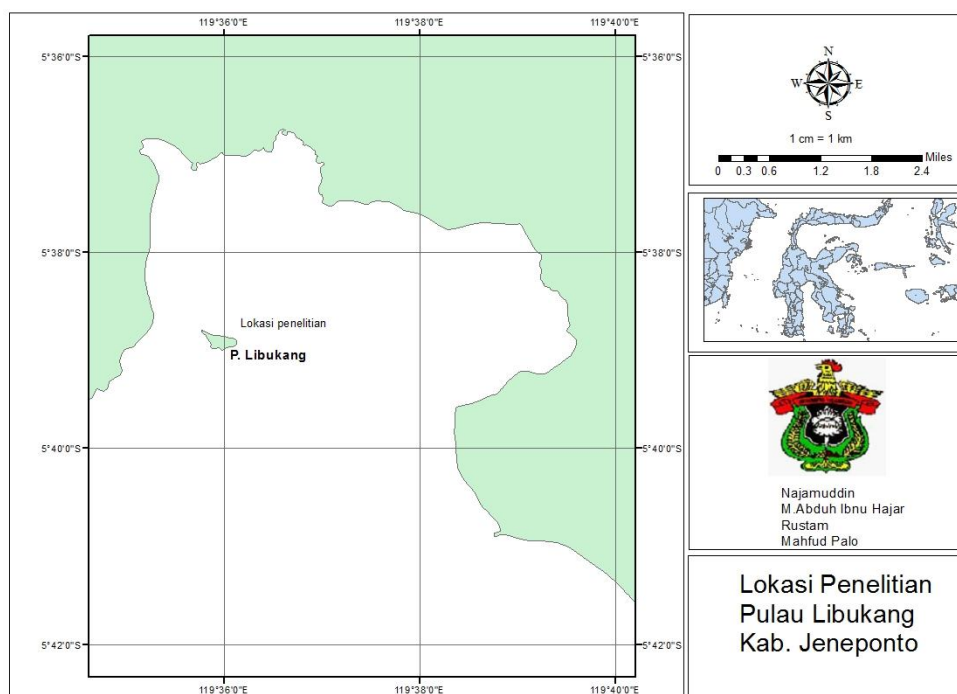 119°36'0"E 119°38'0"E 119°40'0"E
5°36'0"S 5°36'0"S
5°38'0"S 5°38'0"S
Lokasi penelitian
P. Libukang
5°40'0"S 5°40'0"S
5°42'0"S 5°42'0"S
119°36'0"E 119°38'0"E 119°40'0"E
N
W E
S
1 cm = 1 km
Miles
0 0.3 0.6 1.2 1.8 2.4
Najamuddin
M.Abduh Ibnu Hajar
Rustam
Mahfud Palo
Lokasi Penelitian
Pulau Libukang
Kab. Jeneponto